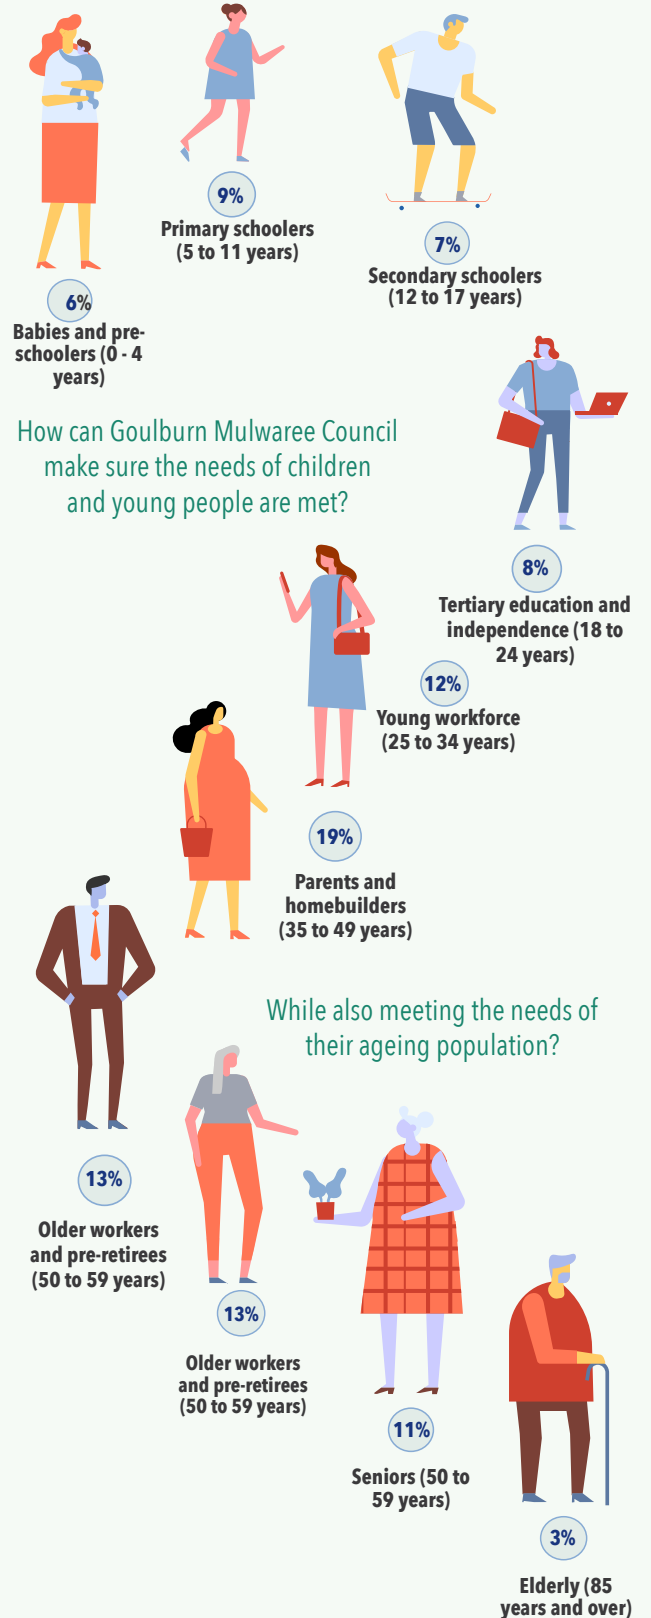 9%
Primary schoolers
(5 to 11 years)
7%
Secondary schoolers
(12 to 17 years)
6%
Babies and pre-
schoolers (0 - 4
years)
How can Goulburn Mulwaree Council
make sure the needs of children
and young people are met?
8%
Tertiary education and
independence (18 to
24 years)
12%
Young workforce
(25 to 34 years)
19%
Parents and
homebuilders
(35 to 49 years)
While also meeting the needs of
their ageing population?
13%
Older workers
and pre-retirees
(50 to 59 years)
13%
Older workers
and pre-retirees
(50 to 59 years)
11%
Seniors (50 to
59 years)
3%
Elderly (85
years and over)